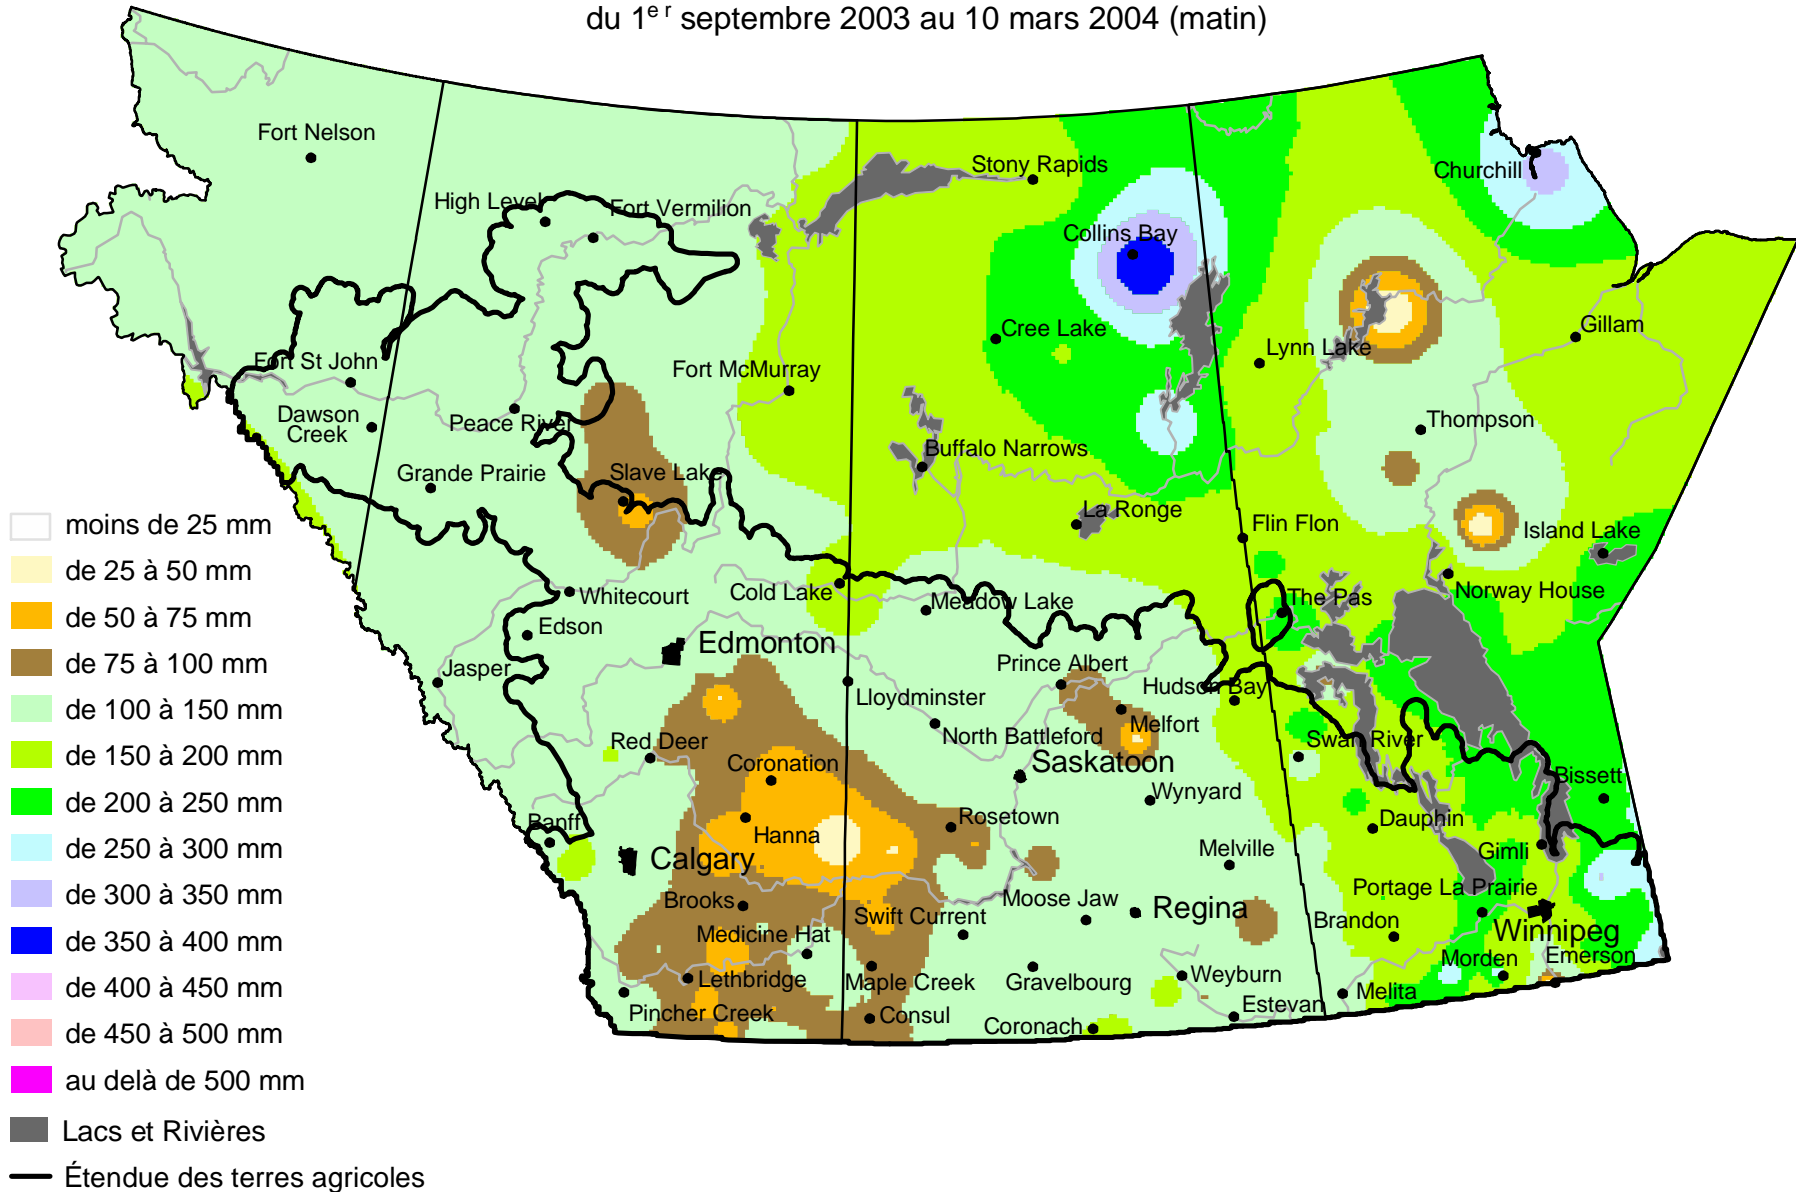 du 1er septembre 2003 au 10 mars 2004 (matin)
Fort Nelson
Stony Rapids
Churchill
High Level
Fort Vermilion
Collins Bay
Cree Lake
Gillam
Lynn Lake
Fort St John
Fort McMurray
Dawson
Creek
Peace River
Thompson
Buffalo Narrows
Grande Prairie
Slave Lake
La Ronge
Flin Flon
Island Lake
Whitecourt
Cold Lake
Meadow Lake
The Pas
Norway House
Edson
Edmonton
Jasper
Prince Albert
Hudson Bay
Lloydminster
Melfort
North Battleford
Red Deer
Swan River
Coronation
Saskatoon
Bissett
Wynyard
Banff
Hanna
Rosetown
Dauphin
Calgary
Melville
Gimli
Portage La Prairie
Brooks
Swift Current
Moose Jaw
Regina
Brandon
Winnipeg
Medicine Hat
Morden
Emerson
Lethbridge
Maple Creek
Gravelbourg
Weyburn
Melita
Pincher Creek
Consul
Coronach
Estevan
moins de 25 mm
de 25 à 50 mm
de 50 à 75 mm
de 75 à 100 mm
de 100 à 150 mm
de 150 à 200 mm
de 200 à 250 mm
de 250 à 300 mm
de 300 à 350 mm
de 350 à 400 mm
de 400 à 450 mm
de 450 à 500 mm
au delà de 500 mm
Lacs et Rivières
Étendue des terres agricoles